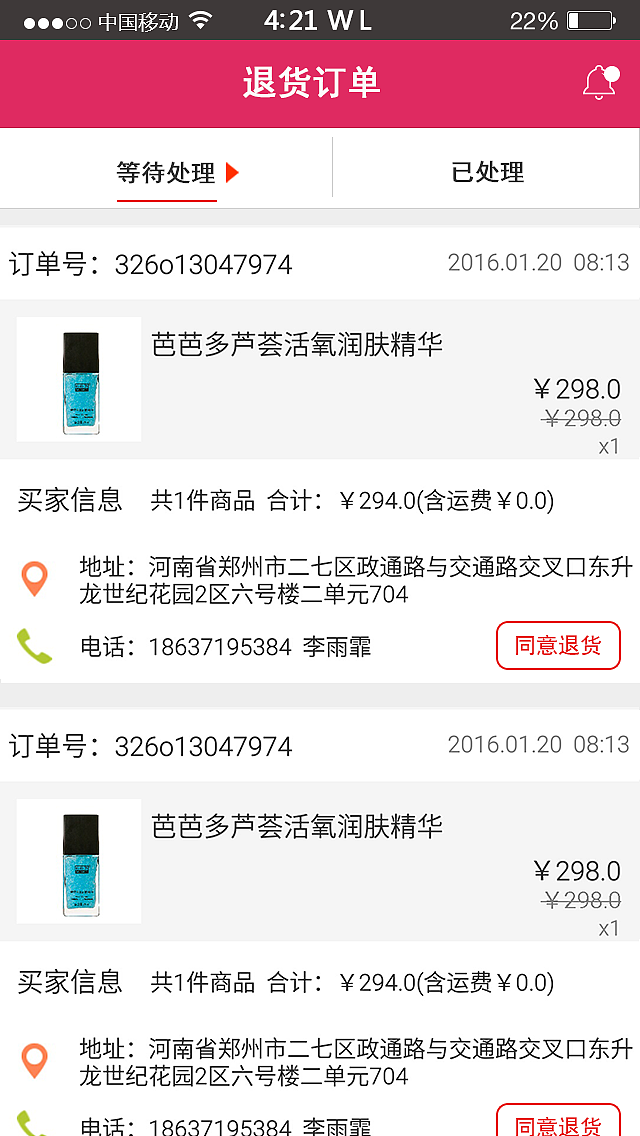 中国移动 4:21 W L 22%
退货订单
等待处理 已处理
订单号：326o13047974 2016.01.20 08:13
芭芭多芦荟活氧润肤精华
￥298.0
￥298.0
x1
买家信息 共1件商品 合计：￥294.0(含运费￥0.0)
地址：河南省郑州市二七区政通路与交通路交叉口东升
龙世纪花园2区六号楼二单元704
电话：18637195384 李雨霏 同意退货
订单号：326o13047974 2016.01.20 08:13
芭芭多芦荟活氧润肤精华
￥298.0
￥298.0
x1
买家信息 共1件商品 合计：￥294.0(含运费￥0.0)
地址：河南省郑州市二七区政通路与交通路交叉口东升
龙世纪花园2区六号楼二单元704
电话：18637195384 李雨霏 同意退货